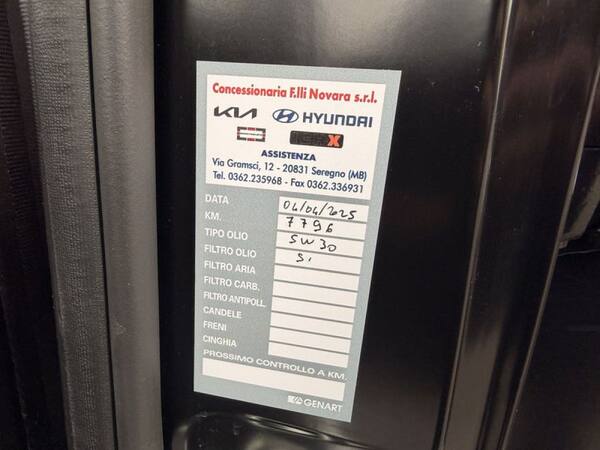 Concessionaria F.lli Novara s.r.l.
KIA HYUNDAI
ASSISTENZA
Via Gramsci, 12 - 20831 Seregno (MB)
Tel. 0362.235968 - Fax 0362.336931
DATA 04/04/2025
KM. 7796
TIPO OLIO 5W30
FILTRO OLIO Si
FILTRO ARIA
FILTRO CARB.
FILTRO ANTIPOLL.
CANDELE
FRENI
CINGHIA
PROSSIMO CONTROLLO A KM.
GENART